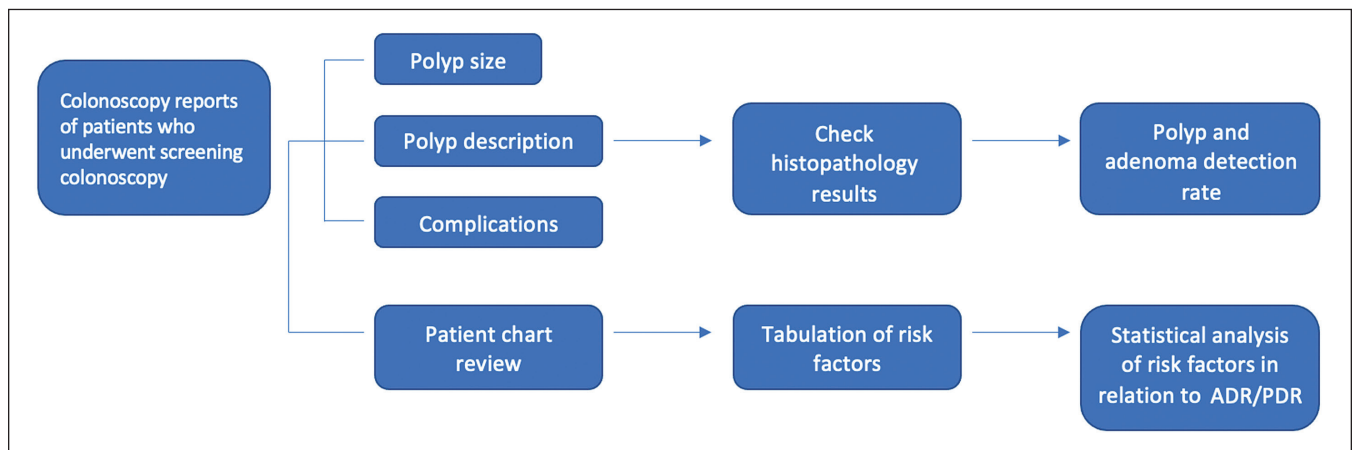 Colonoscopy reports
of patients who
underwent screening
colonoscopy
Polyp size
Polyp description
Complications
Check
histopathology
results
Polyp and
adenoma detection
rate
Patient chart
review
Tabulation of risk
factors
Statistical analysis
of risk factors in
relation to ADR/PDR